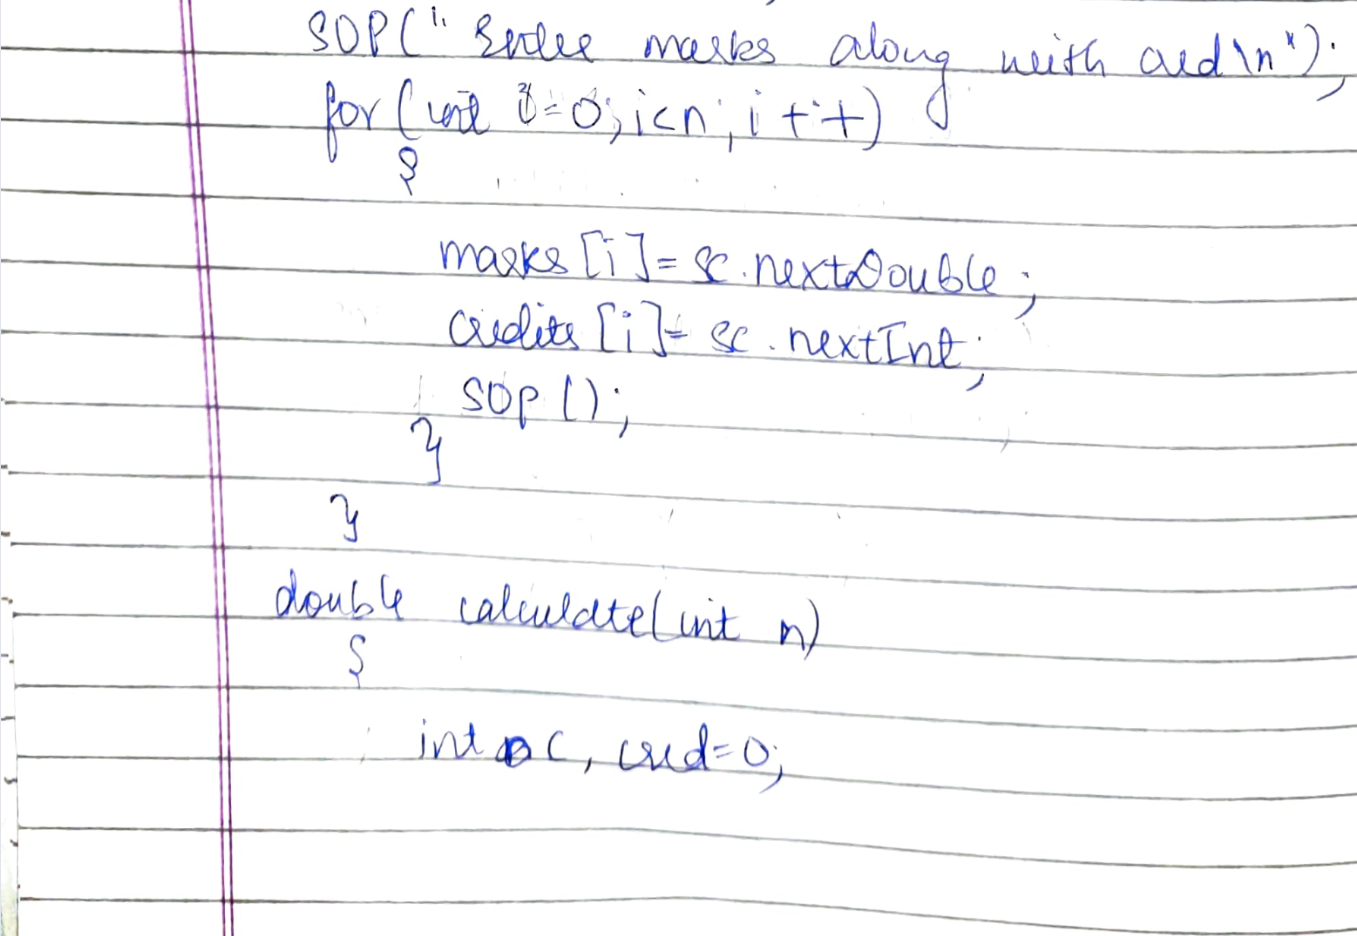 SOP(" Enter marks along with cred \n");
for (int i=0; i<n; i++)
{
marks [i]= sc.nextDouble;
credits [i]= sc.nextInt;
SOP ();
}
}
double calculate(int n)
{
int c, cred=0;